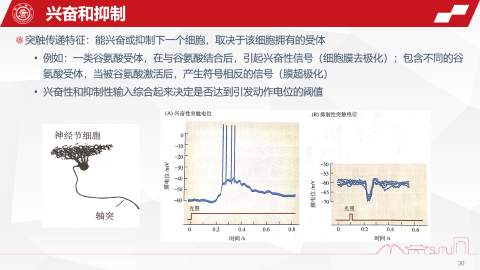 兴奋和抑制
突触传递特征：能兴奋或抑制下一个细胞，取决于该细胞拥有的受体
• 例如：一类谷氨酸受体，在与谷氨酸结合后，引起兴奋性信号（细胞膜去极化）；包含不同的谷
氨酸受体，当被谷氨酸激活后，产生符号相反的信号（膜超极化）
• 兴奋性和抑制性输入综合起来决定是否达到引发动作电位的阈值
神经节细胞
轴突
(A) 兴奋性突触电位
膜电位/mV
0
−10
−20
−30
−40
−50
−60
光照
0 0.2 0.4 0.6 0.8
时间/s
(B) 抑制性突触电位
膜电位/mV
−50
−55
−60
−65
−70
光照
0 0.2 0.4 0.6
时间/s
30